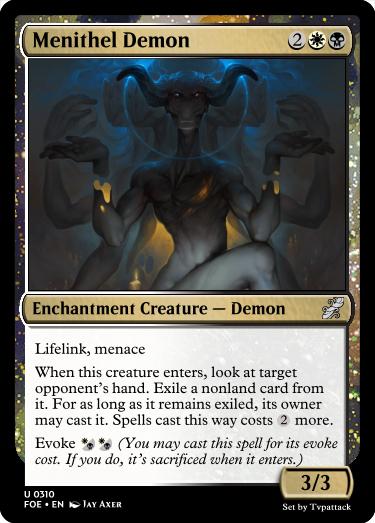 Menithel Demon 2
Enchantment Creature — Demon
Lifelink, menace
When this creature enters, look at target
opponent's hand. Exile a nonland card from
it. For as long as it remains exiled, its owner
may cast it. Spells cast this way costs 2 more.
Evoke (You may cast this spell for its evoke
cost. If you do, it's sacrificed when it enters.)
3/3
U 0310
FOE • EN Jay Axer
Set by Tvpattack